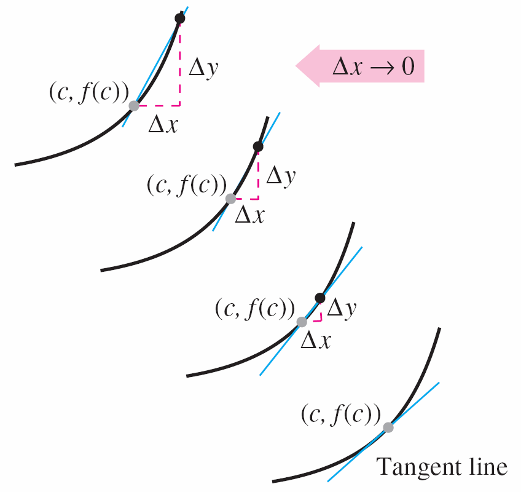 Δy
Δx → 0
(c, f(c))
Δx
(c, f(c))
Δy
Δx
(c, f(c))
Δy
Δx
(c, f(c))
Tangent line